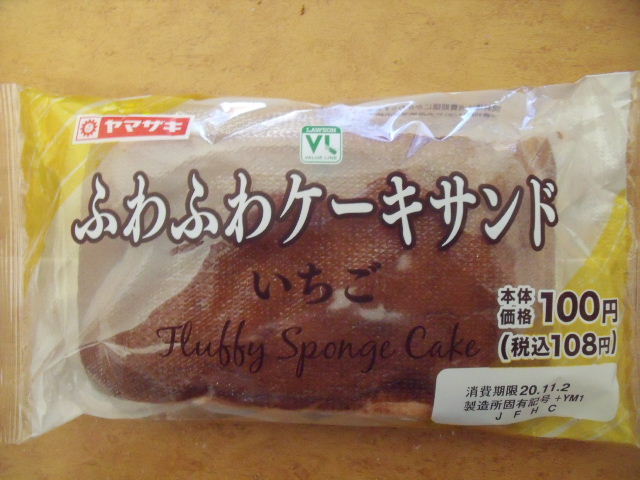 ヤマザキ
LAWSON
VL
VALUE LINE
ふわふわケーキサンド
いちご
Fluffy Sponge Cake
本体
価格 100円
(税込108円)
消費期限20.11.2
製造所固有記号 +YM1
J F H C